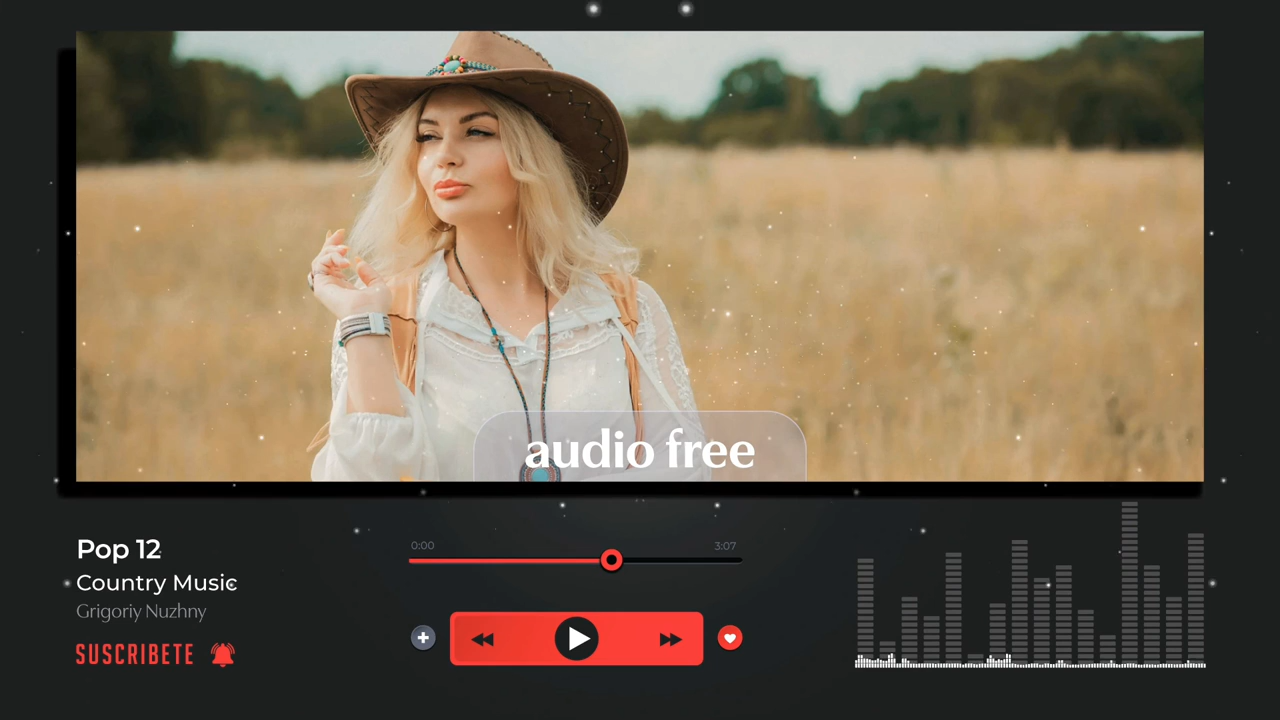 audio free
Pop 12
Country Music
Grigoriy Nuzhny
SUSCRIBETE
0:00
3:07